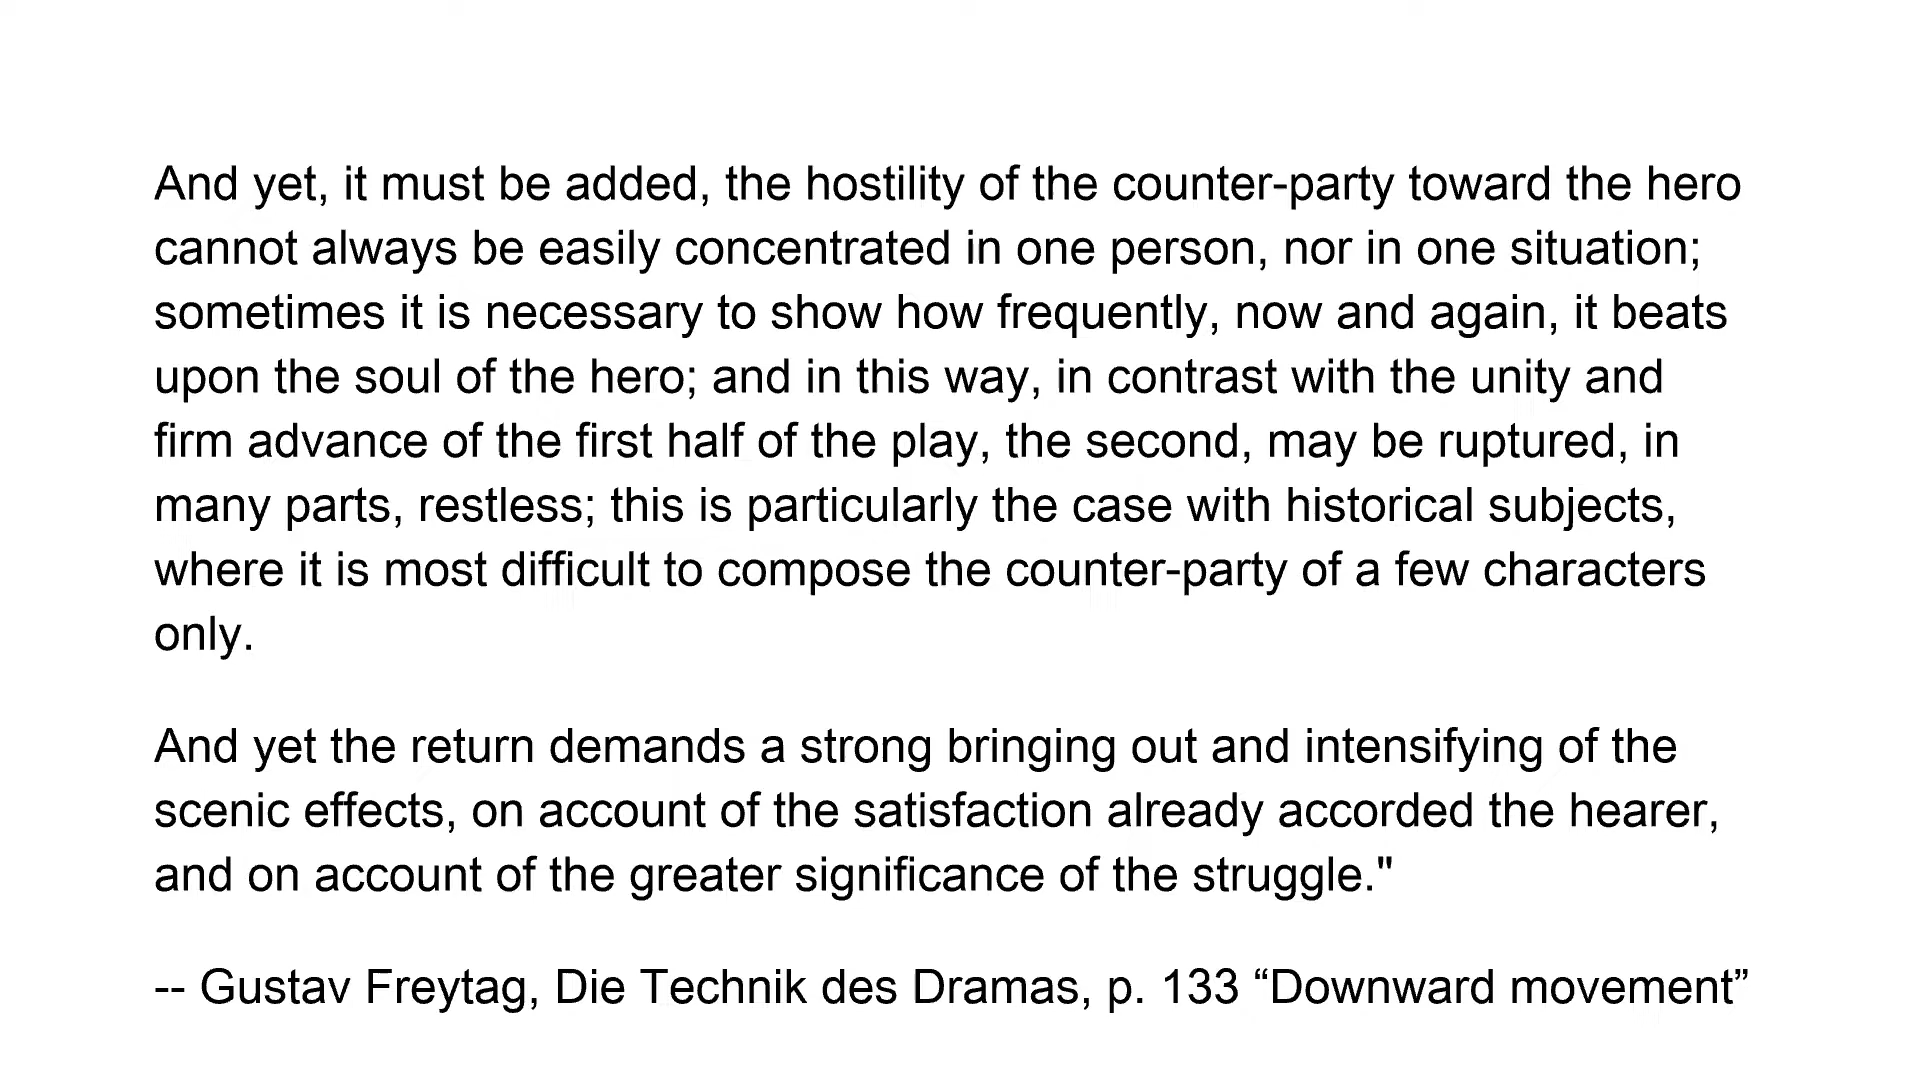 And yet, it must be added, the hostility of the counter-party toward the hero
cannot always be easily concentrated in one person, nor in one situation;
sometimes it is necessary to show how frequently, now and again, it beats
upon the soul of the hero; and in this way, in contrast with the unity and
firm advance of the first half of the play, the second, may be ruptured, in
many parts, restless; this is particularly the case with historical subjects,
where it is most difficult to compose the counter-party of a few characters
only.
And yet the return demands a strong bringing out and intensifying of the
scenic effects, on account of the satisfaction already accorded the hearer,
and on account of the greater significance of the struggle."
-- Gustav Freytag, Die Technik des Dramas, p. 133 “Downward movement”